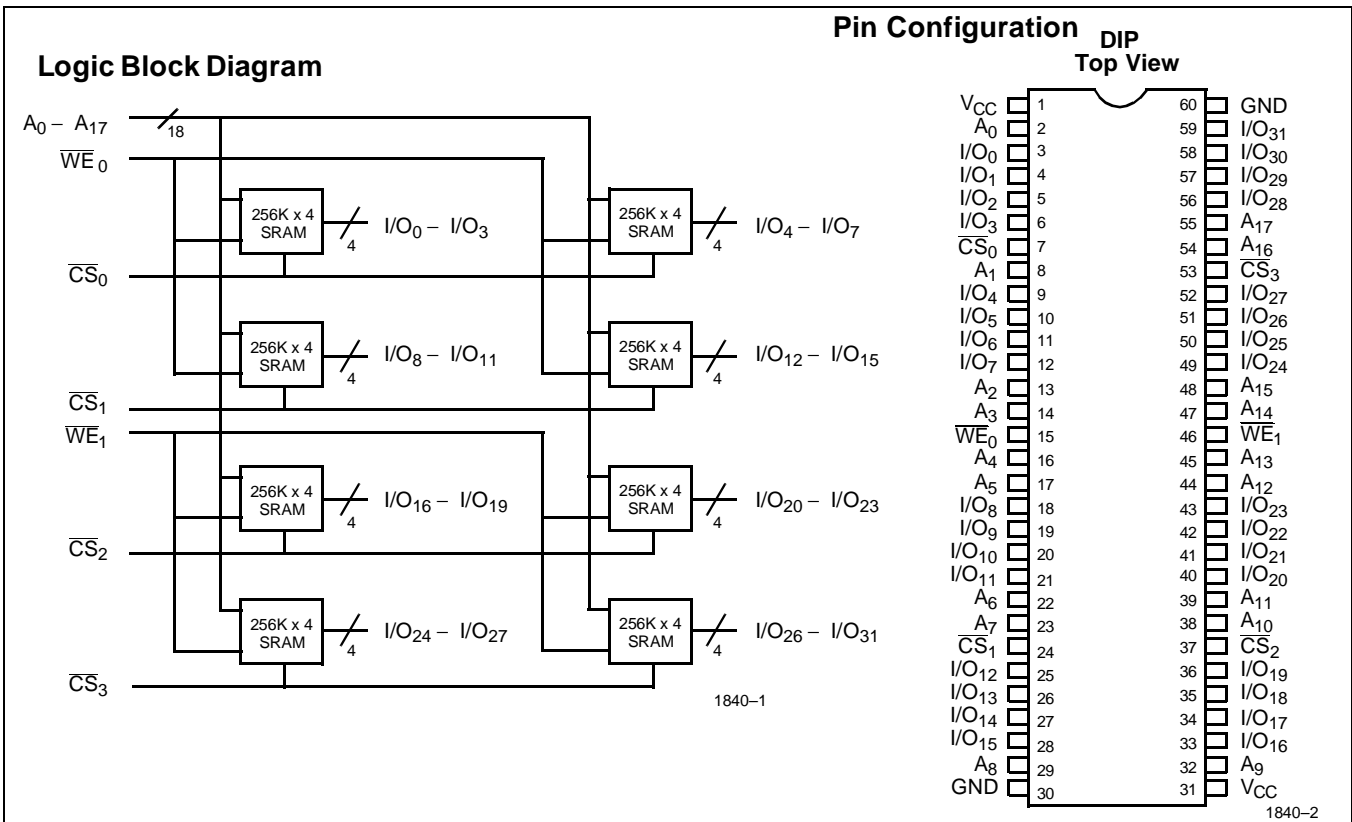 Pin Configuration
DIP
Top View
Logic Block Diagram
A0 – A17
18
WE0
256K x 4
SRAM
4
I/O0 – I/O3
256K x 4
SRAM
4
I/O4 – I/O7
CS0
256K x 4
SRAM
4
I/O8 – I/O11
256K x 4
SRAM
4
I/O12 – I/O15
CS1
WE1
256K x 4
SRAM
4
I/O16 – I/O19
256K x 4
SRAM
4
I/O20 – I/O23
CS2
256K x 4
SRAM
4
I/O24 – I/O27
256K x 4
SRAM
4
I/O26 – I/O31
CS3
1840–1
VCC 1 60 GND
A0 2 59 I/O31
I/O0 3 58 I/O30
I/O1 4 57 I/O29
I/O2 5 56 I/O28
I/O3 6 55 A17
CS0 7 54 A16
A1 8 53 CS3
I/O4 9 52 I/O27
I/O5 10 51 I/O26
I/O6 11 50 I/O25
I/O7 12 49 I/O24
A2 13 48 A15
A3 14 47 A14
WE0 15 46 WE1
A4 16 45 A13
A5 17 44 A12
I/O8 18 43 I/O23
I/O9 19 42 I/O22
I/O10 20 41 I/O21
I/O11 21 40 I/O20
A6 22 39 A11
A7 23 38 A10
CS1 24 37 CS2
I/O12 25 36 I/O19
I/O13 26 35 I/O18
I/O14 27 34 I/O17
I/O15 28 33 I/O16
A8 29 32 A9
GND 30 31 VCC
1840–2